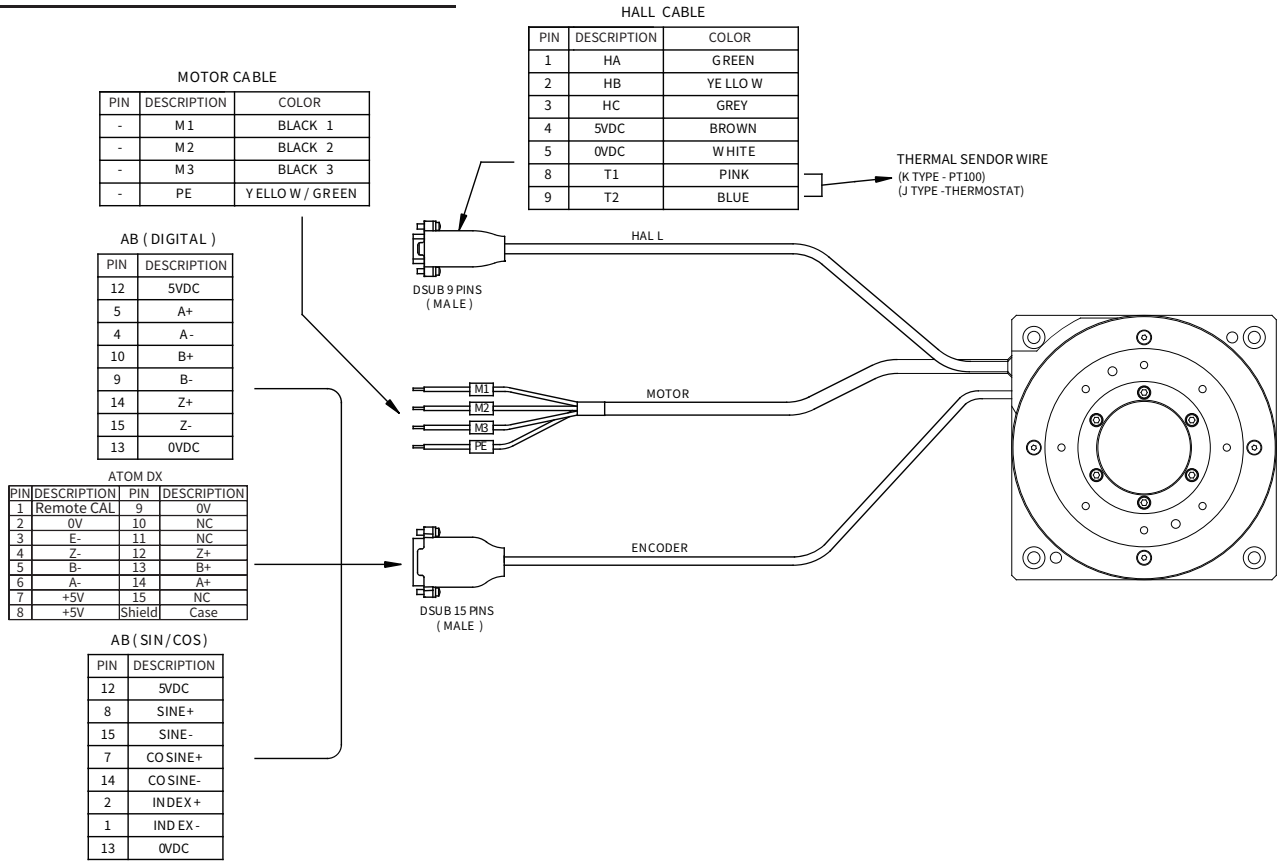 HALL CABLE
PIN DESCRIPTION COLOR
1 HA GREEN
2 HB YELLOW
3 HC GREY
4 5VDC BROWN
5 0VDC WHITE
8 T1 PINK
9 T2 BLUE
THERMAL SENDOR WIRE
(K TYPE - PT100)
(J TYPE -THERMOSTAT)
MOTOR CABLE
PIN DESCRIPTION COLOR
- M1 BLACK 1
- M2 BLACK 2
- M3 BLACK 3
- PE YELLOW / GREEN
AB ( DIGITAL )
PIN DESCRIPTION
12 5VDC
5 A+
4 A-
10 B+
9 B-
14 Z+
15 Z-
13 0VDC
ATOM DX
PIN DESCRIPTION PIN DESCRIPTION
1 Remote CAL 9 0V
2 0V 10 NC
3 E- 11 NC
4 Z- 12 Z+
5 B- 13 B+
6 A- 14 A+
7 +5V 15 NC
8 +5V Shield Case
AB ( SIN/COS )
PIN DESCRIPTION
12 5VDC
8 SINE+
15 SINE-
7 COSINE+
14 COSINE-
2 INDEX+
1 INDEX-
13 0VDC
HALL
DSUB 9 PINS
( MALE )
M1
M2
M3
PE
MOTOR
ENCODER
DSUB 15 PINS
( MALE )